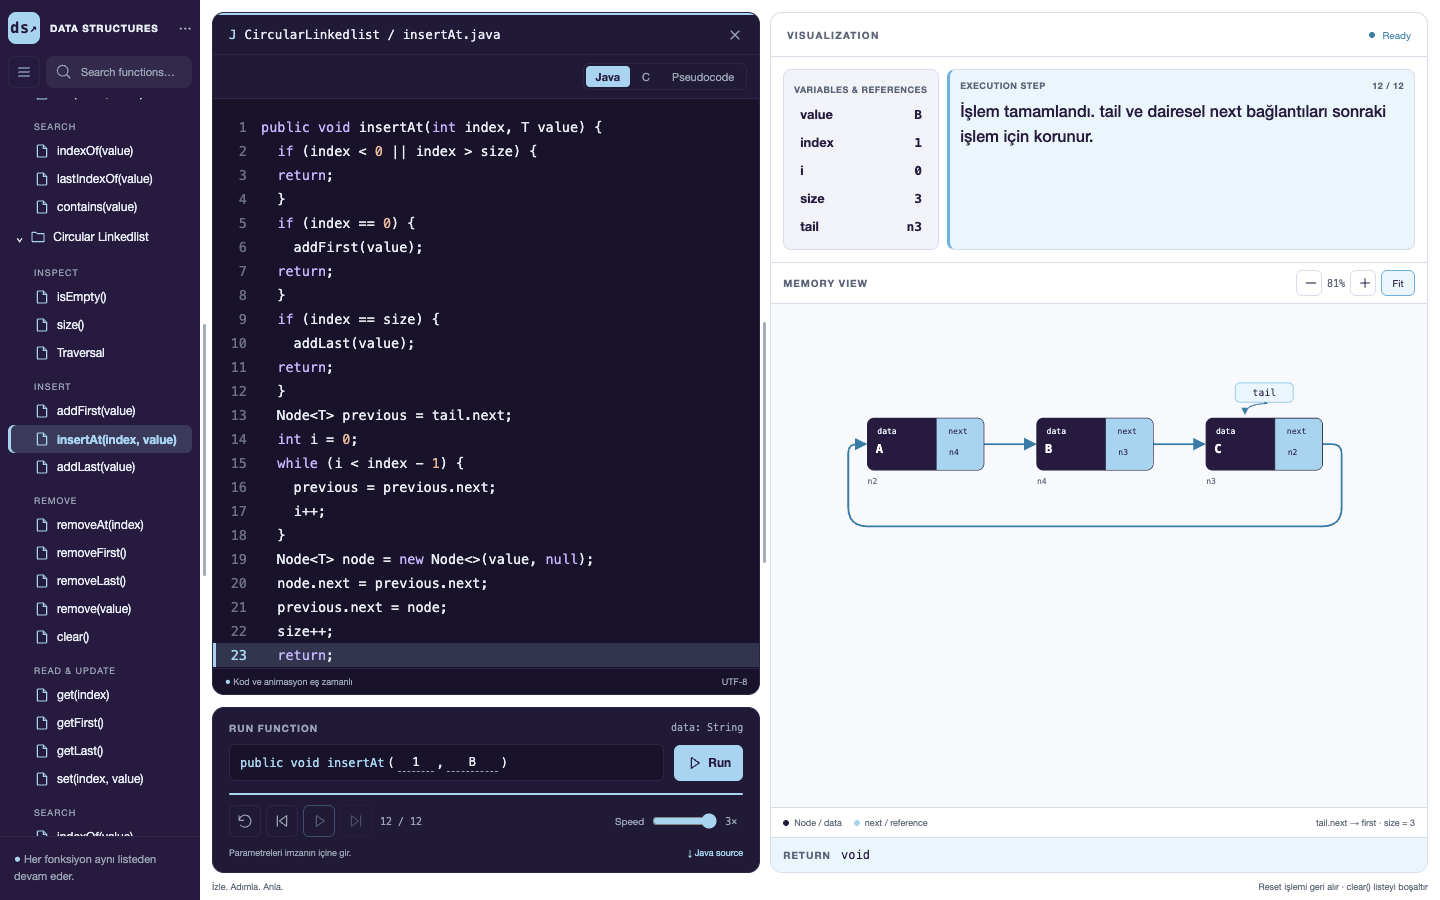 ds↗ DATA STRUCTURES ...
Search functions...
SEARCH
indexOf(value)
lastIndexOf(value)
contains(value)
Circular Linkedlist
INSPECT
isEmpty()
size()
Traversal
INSERT
addFirst(value)
insertAt(index, value)
addLast(value)
REMOVE
removeAt(index)
removeFirst()
removeLast()
remove(value)
clear()
READ & UPDATE
get(index)
getFirst()
getLast()
set(index, value)
SEARCH
indexOf(value)
Her fonksiyon aynı listeden
devam eder.
J CircularLinkedlist / insertAt.java
Java C Pseudocode
1 public void insertAt(int index, T value) {
2 if (index < 0 || index > size) {
3 return;
4 }
5 if (index == 0) {
6 addFirst(value);
7 return;
8 }
9 if (index == size) {
10 addLast(value);
11 return;
12 }
13 Node<T> previous = tail.next;
14 int i = 0;
15 while (i < index - 1) {
16 previous = previous.next;
17 i++;
18 }
19 Node<T> node = new Node<>(value, null);
20 node.next = previous.next;
21 previous.next = node;
22 size++;
23 return;
Kod ve animasyon eş zamanlı UTF-8
RUN FUNCTION data: String
public void insertAt( 1 , B )
Run
12 / 12 Speed 3×
Parametreleri imzanın içine gir. ↓ Java source
İzle. Adımla. Anla.
VISUALIZATION Ready
VARIABLES & REFERENCES
value B
index 1
i 0
size 3
tail n3
EXECUTION STEP 12 / 12
İşlem tamamlandı. tail ve dairesel next bağlantıları sonraki
işlem için korunur.
MEMORY VIEW 81% Fit
tail
data next
A n4
n2
data next
B n3
n4
data next
C n2
n3
Node / data next / reference tail.next → first · size = 3
RETURN void
Reset işlemi geri alır · clear() listeyi boşaltır